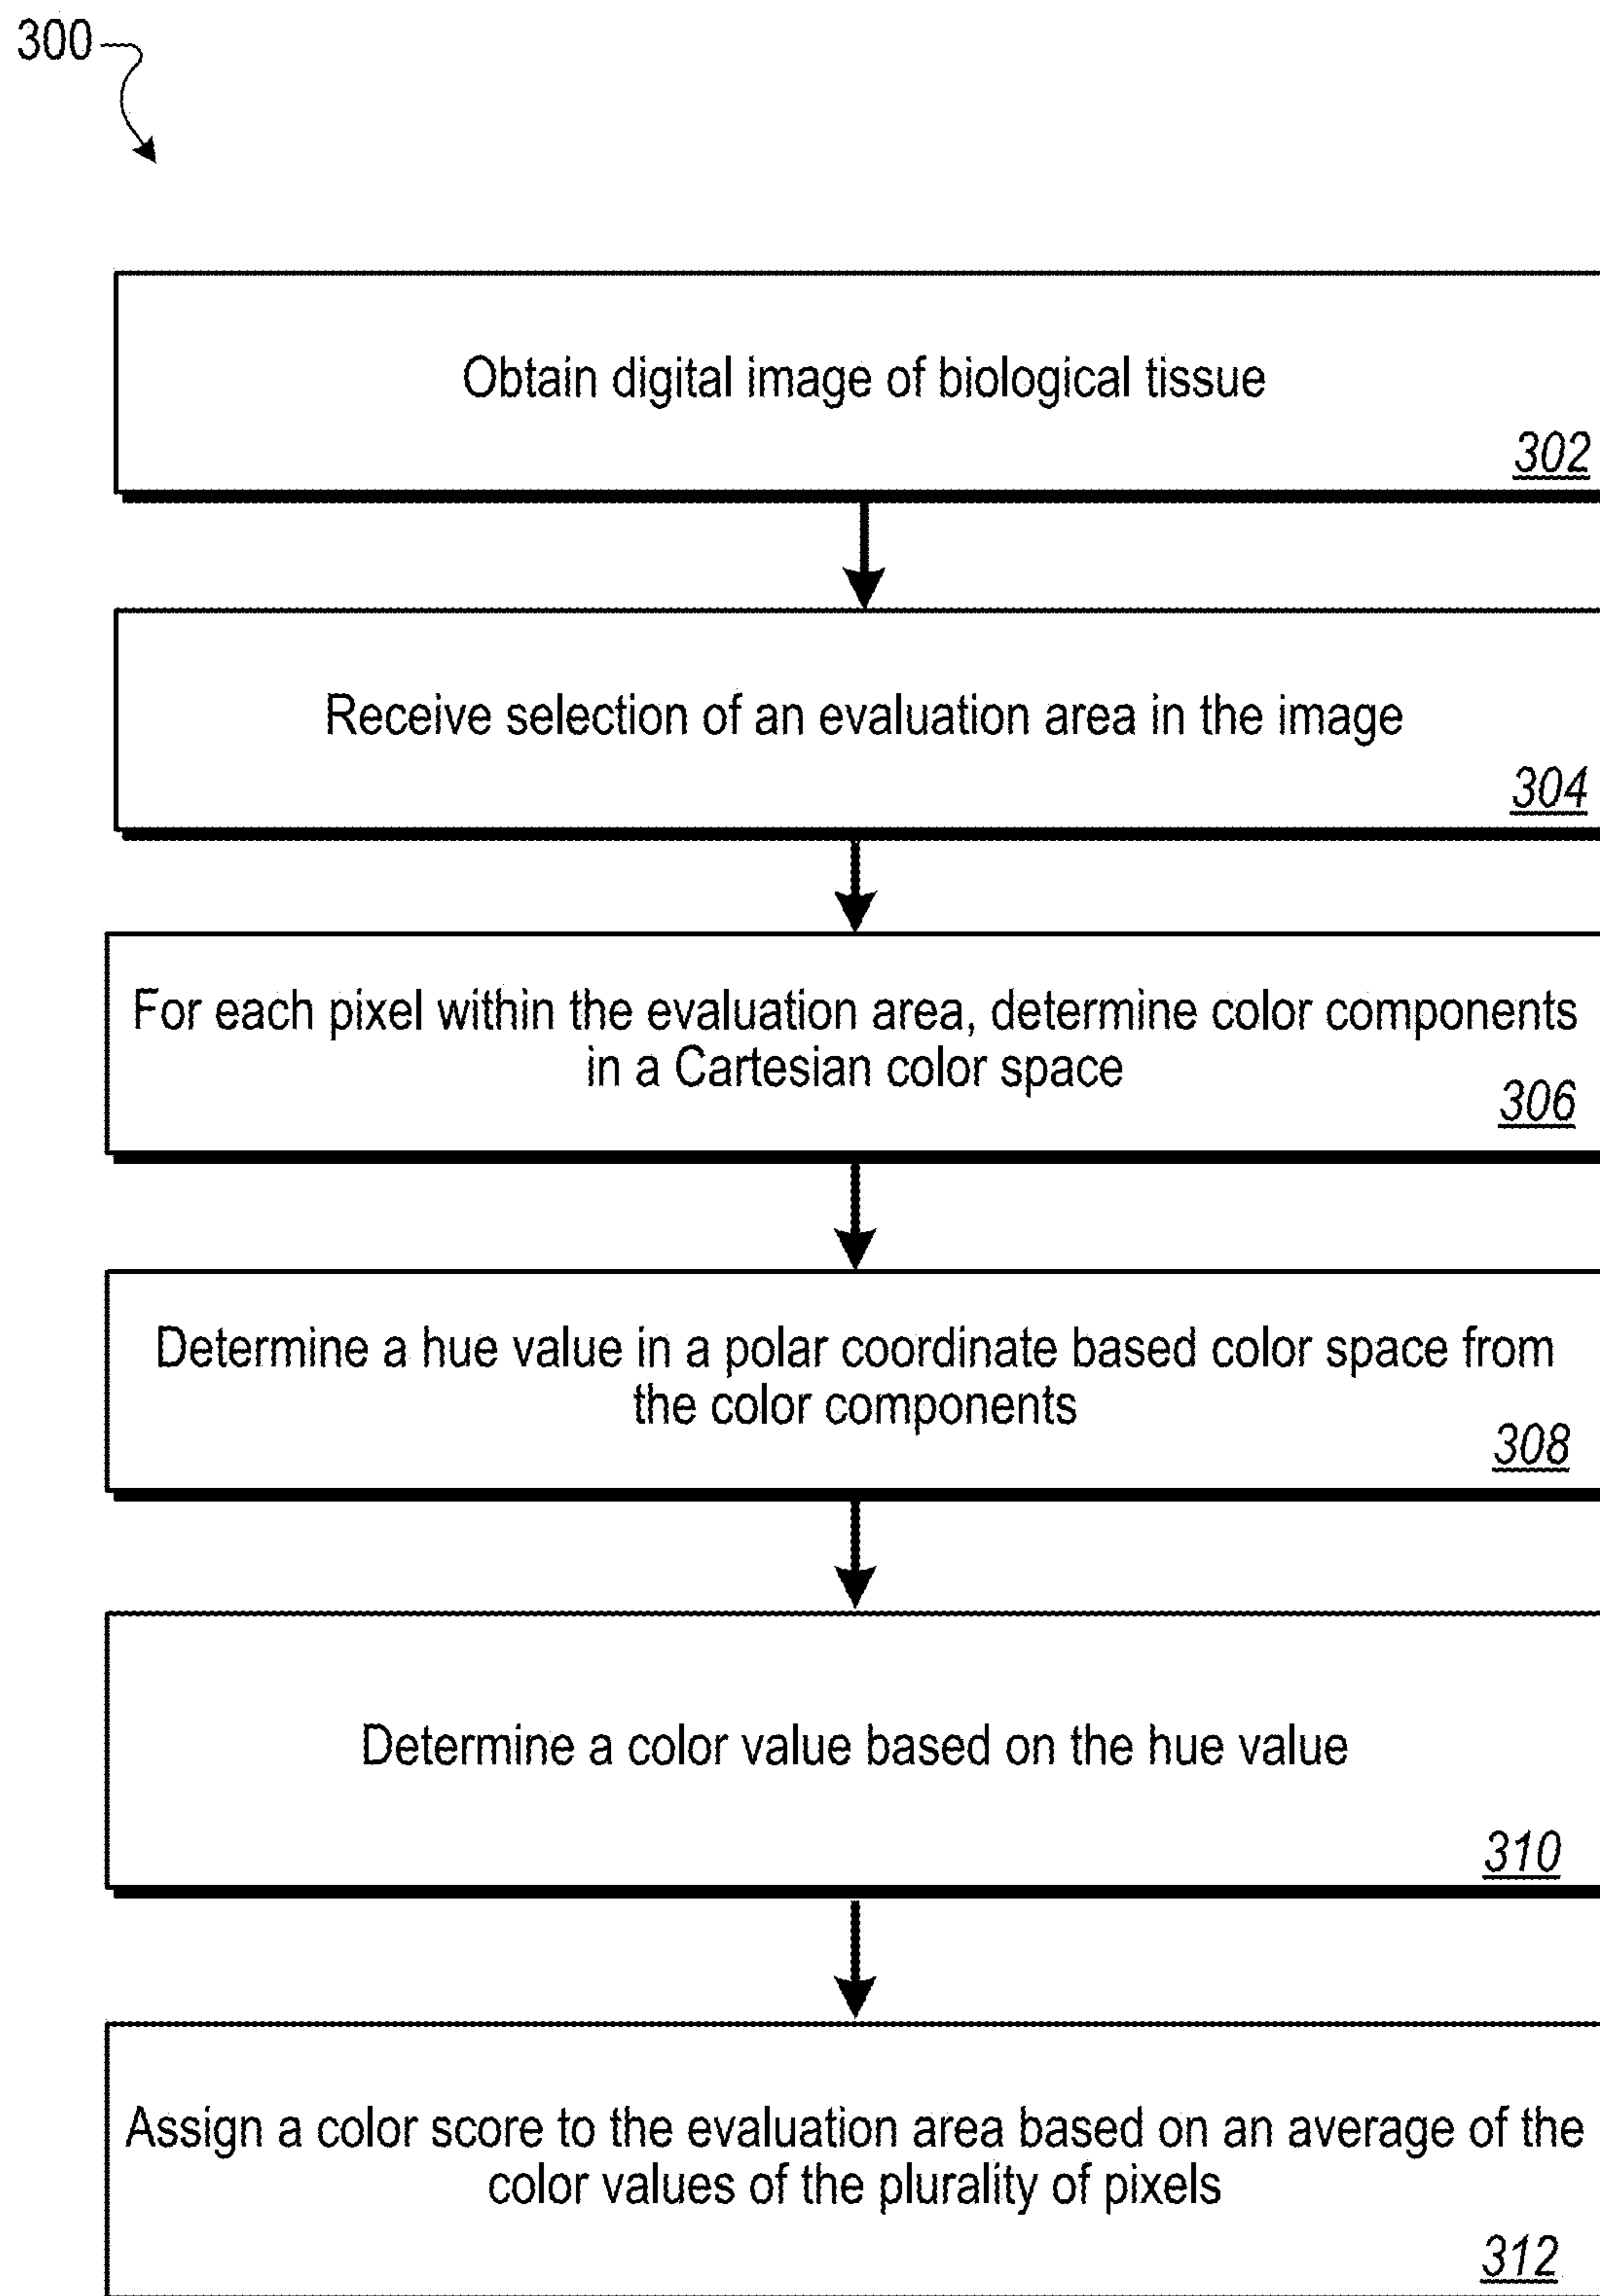 300
Obtain digital image of biological tissue
302
Receive selection of an evaluation area in the image
304
For each pixel within the evaluation area, determine color components
in a Cartesian color space
306
Determine a hue value in a polar coordinate based color space from
the color components
308
Determine a color value based on the hue value
310
Assign a color score to the evaluation area based on an average of the
color values of the plurality of pixels
312